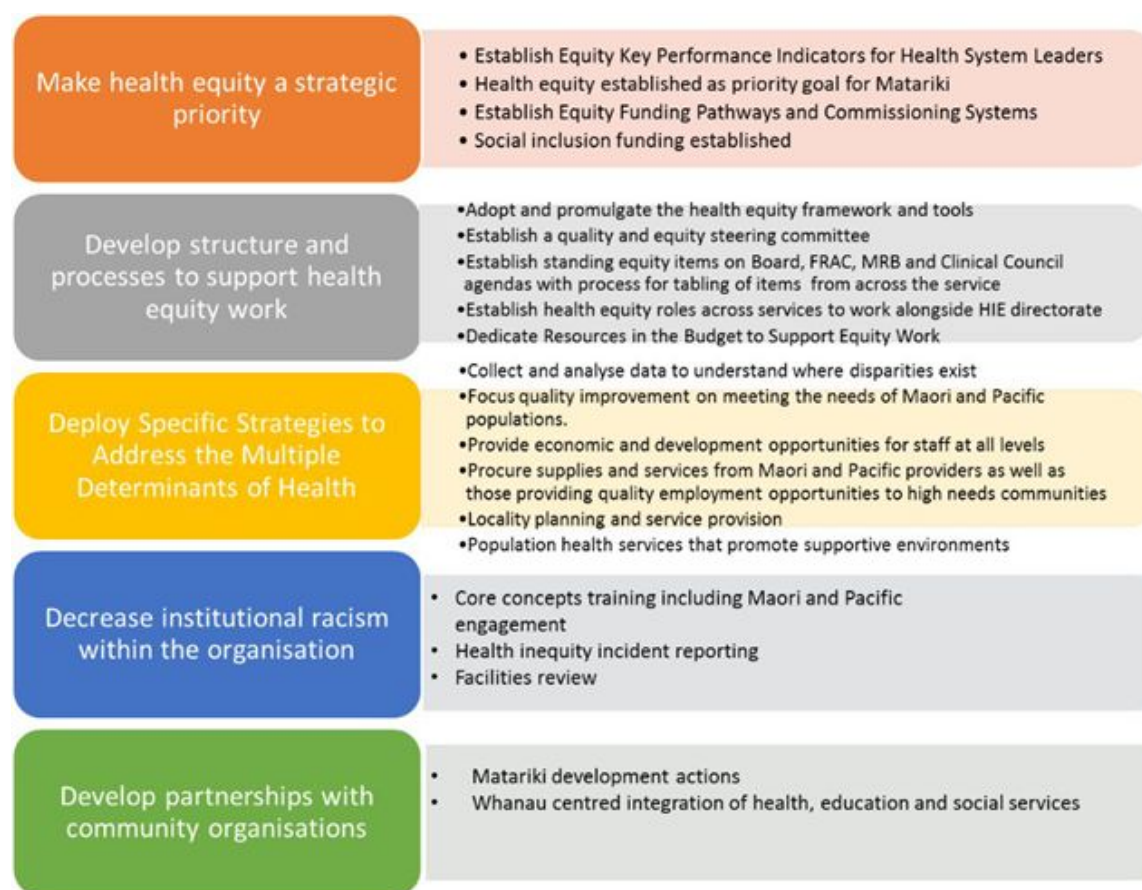 Make health equity a strategic
priority
• Establish Equity Key Performance Indicators for Health System Leaders
• Health equity established as priority goal for Matariki
• Establish Equity Funding Pathways and Commissioning Systems
• Social inclusion funding established
Develop structure and
processes to support health
equity work
•Adopt and promulgate the health equity framework and tools
•Establish a quality and equity steering committee
•Establish standing equity items on Board, FRAC, MRB and Clinical Council
agendas with process for tabling of items from across the service
•Establish health equity roles across services to work alongside HIE directorate
•Dedicate Resources in the Budget to Support Equity Work
Deploy Specific Strategies to
Address the Multiple
Determinants of Health
•Collect and analyse data to understand where disparities exist
•Focus quality improvement on meeting the needs of Maori and Pacific
populations.
•Provide economic and development opportunities for staff at all levels
•Procure supplies and services from Maori and Pacific providers as well as
those providing quality employment opportunities to high needs communities
•Locality planning and service provision
•Population health services that promote supportive environments
Decrease institutional racism
within the organisation
• Core concepts training including Maori and Pacific
engagement
• Health inequity incident reporting
• Facilities review
Develop partnerships with
community organisations
• Matariki development actions
• Whanau centred integration of health, education and social services